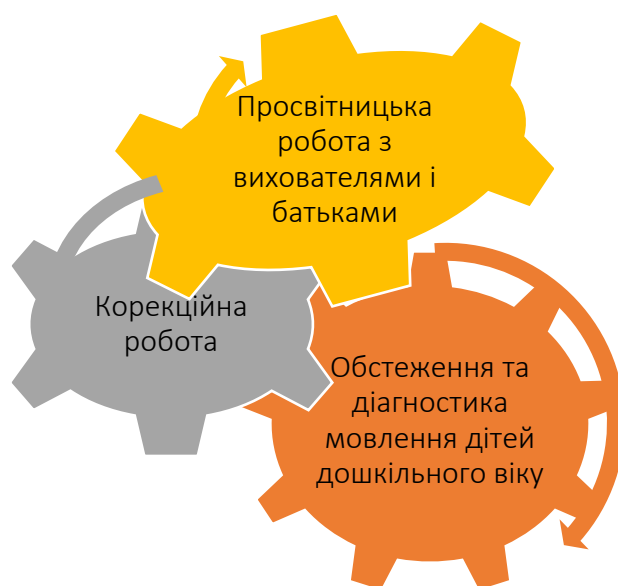 Просвітницька
робота з
вихователями і
батьками
Корекційна
робота
Обстеження та
діагностика
мовлення дітей
дошкільного віку